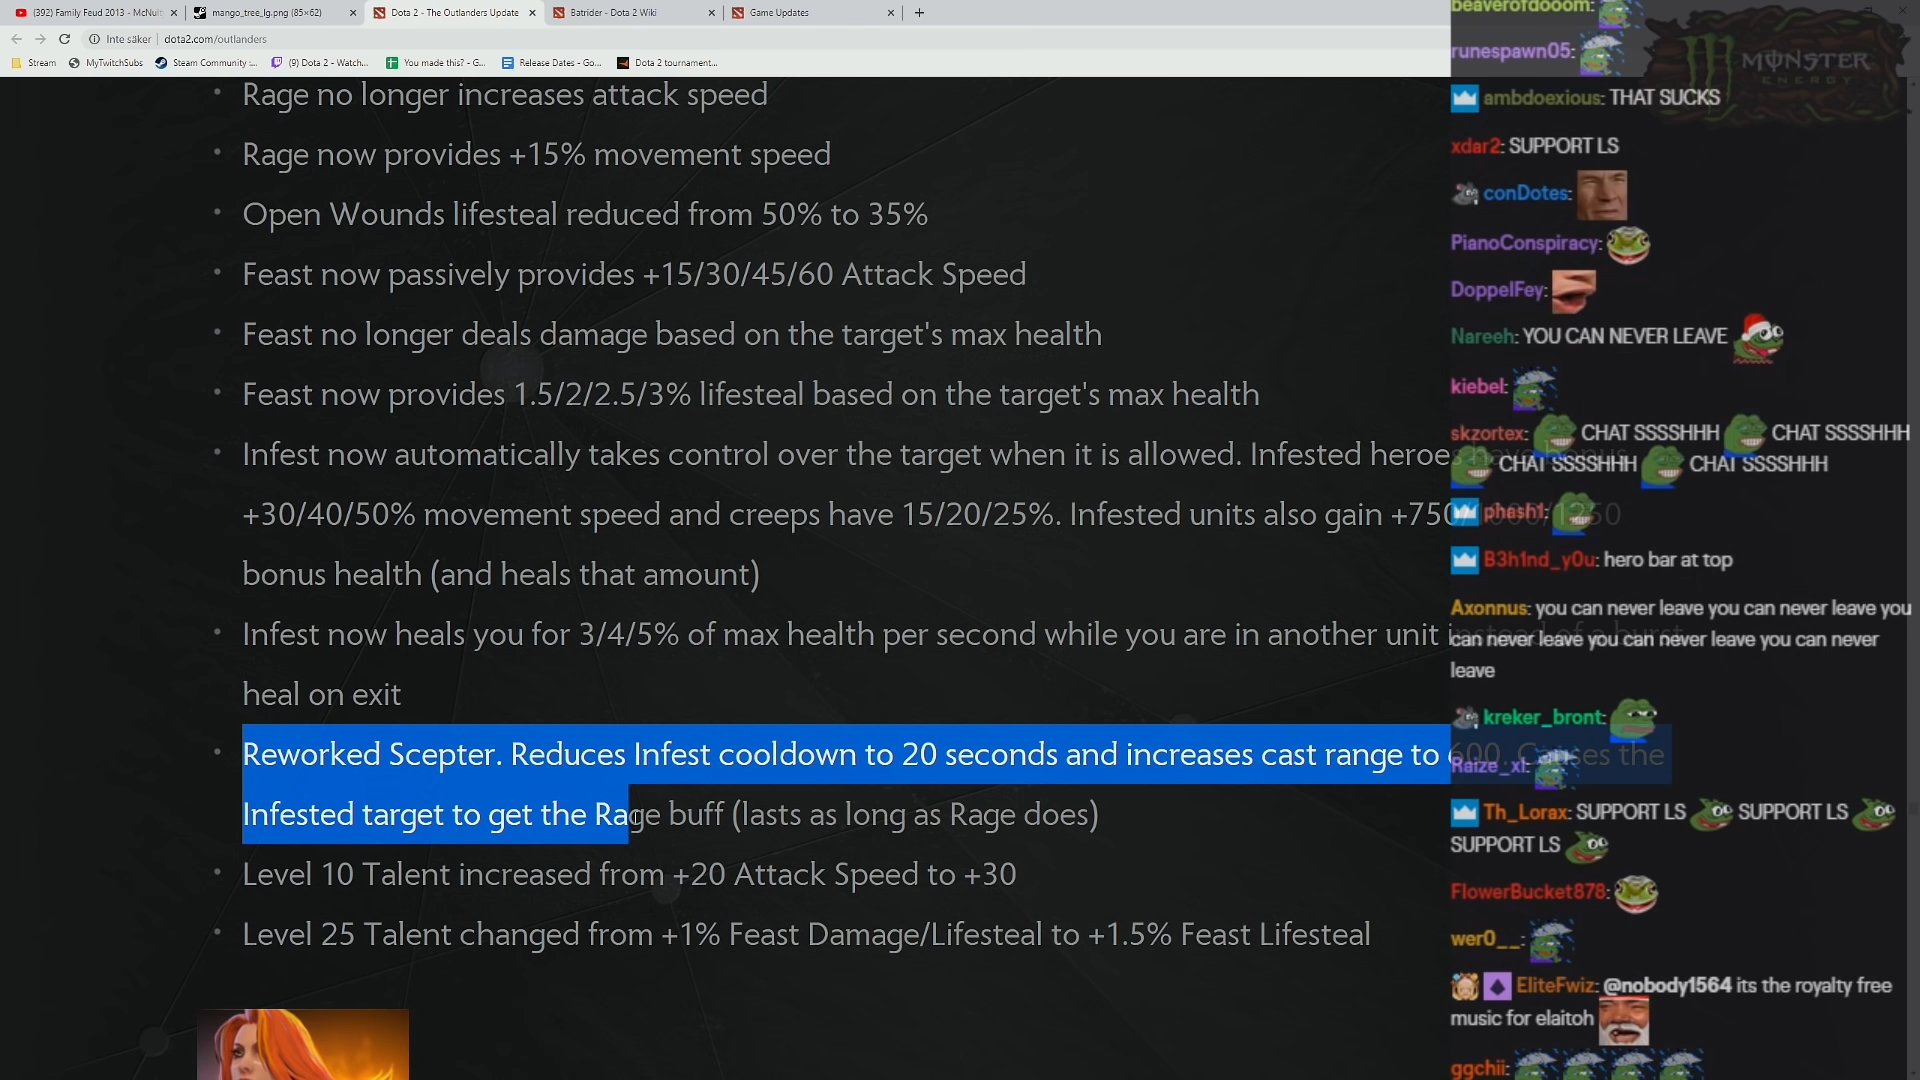 (392) Family Feud 2013 - McNult
mango_tree_lg.png (85×62)
Dota 2 - The Outlanders Update
Batrider - Dota 2 Wiki
Game Updates
Inte säker | dota2.com/outlanders
Stream
MyTwitchSubs
Steam Community :...
(9) Dota 2 - Watch...
You made this? - G...
Release Dates - Go...
Dota 2 tournament...
Rage no longer increases attack speed
Rage now provides +15% movement speed
Open Wounds lifesteal reduced from 50% to 35%
Feast now passively provides +15/30/45/60 Attack Speed
Feast no longer deals damage based on the target's max health
Feast now provides 1.5/2/2.5/3% lifesteal based on the target's max health
Infest now automatically takes control over the target when it is allowed. Infested heroes have bonus
+30/40/50% movement speed and creeps have 15/20/25%. Infested units also gain +750/1000/1250
bonus health (and heals that amount)
Infest now heals you for 3/4/5% of max health per second while you are in another unit instead of a burst
heal on exit
Reworked Scepter. Reduces Infest cooldown to 20 seconds and increases cast range to 600. Causes the
Infested target to get the Rage buff (lasts as long as Rage does)
Level 10 Talent increased from +20 Attack Speed to +30
Level 25 Talent changed from +1% Feast Damage/Lifesteal to +1.5% Feast Lifesteal
MONSTER
ENERGY
beaverofdooom:
runespawn05:
ambdoexious: THAT SUCKS
xdar2: SUPPORT LS
conDotes:
PianoConspiracy:
DoppelFey:
Nareeh: YOU CAN NEVER LEAVE
kiebel:
skzortex: CHAT SSSSHHH CHAT SSSSHHH
CHAT SSSSHHH CHAT SSSSHHH
phash1:
B3h1nd_y0u: hero bar at top
Axonnus: you can never leave you can never leave you
can never leave you can never leave you can never
leave
kreker_bront:
Raize_xl:
Th_Lorax: SUPPORT LS SUPPORT LS
SUPPORT LS
FlowerBucket878:
wer0__:
EliteFwiz: @nobody1564 its the royalty free
music for elaitoh
ggchii: